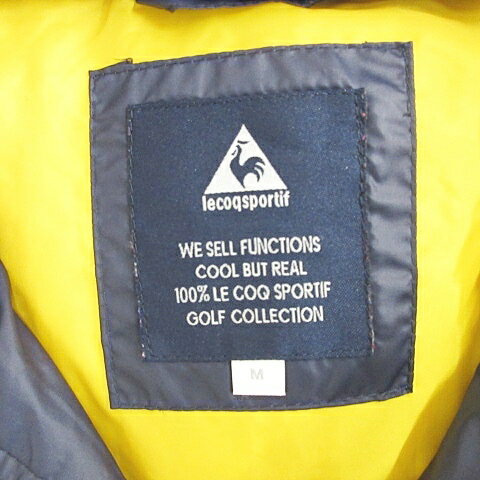 lecoqsportif
WE SELL FUNCTIONS
COOL BUT REAL
100% LE COQ SPORTIF
GOLF COLLECTION
M